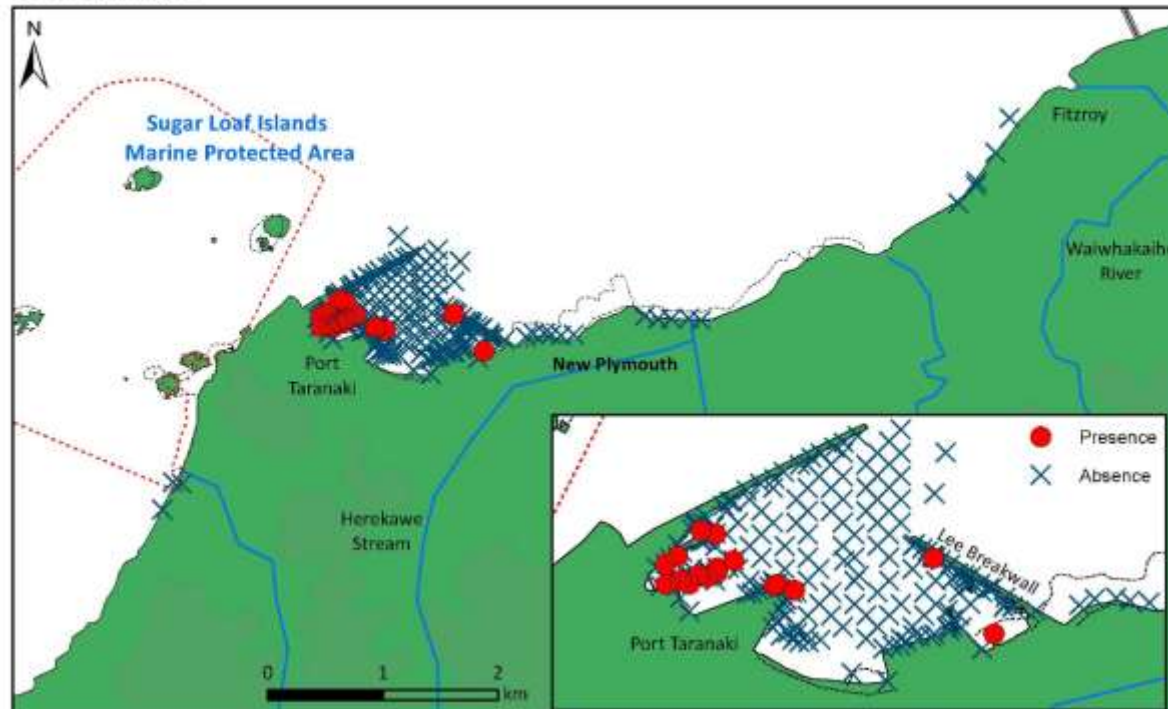 N
Sugar Loaf Islands
Marine Protected Area
Fitzroy
Waiwhakaiho
River
Port
Taranaki
New Plymouth
Herekawe
Stream
0 1 2
km
Presence
Absence
Lee Breakwall
Port Taranaki